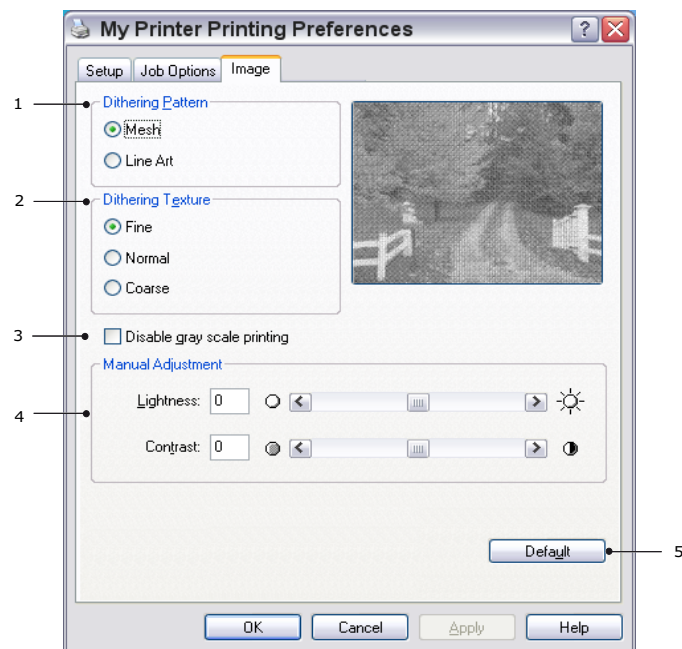 My Printer Printing Preferences
Setup Job Options Image
1
Dithering Pattern
Mesh
Line Art
2
Dithering Texture
Fine
Normal
Coarse
3
Disable gray scale printing
Manual Adjustment
4
Lightness: 0
Contrast: 0
Default
5
OK Cancel Apply Help